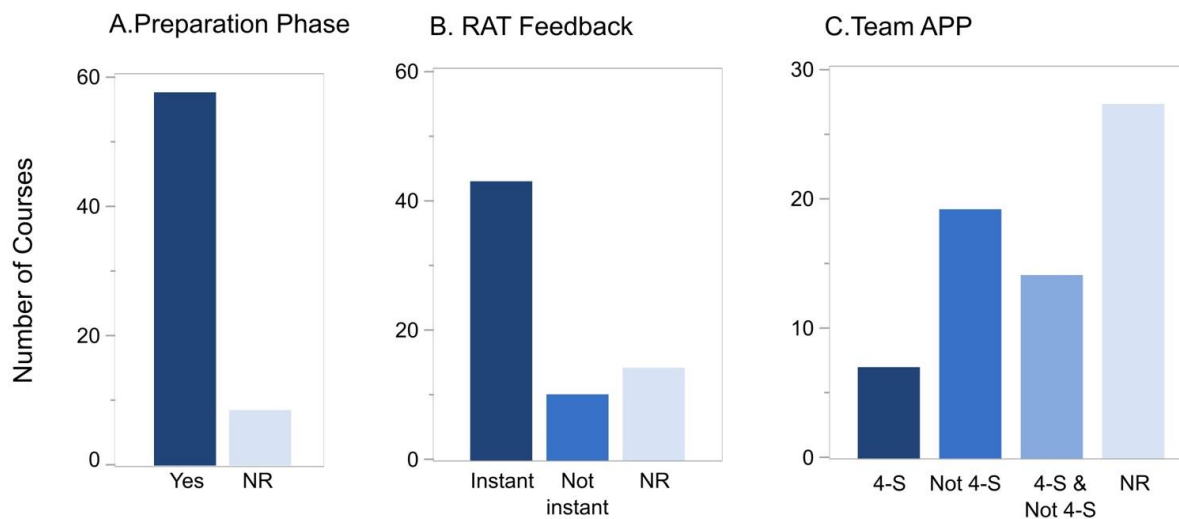 A.Preparation Phase
B. RAT Feedback
C.Team APP
Number of Courses
60
40
20
0
Yes
NR
60
40
20
0
Instant
Not
instant
NR
30
20
10
0
4-S
Not 4-S
4-S &
Not 4-S
NR